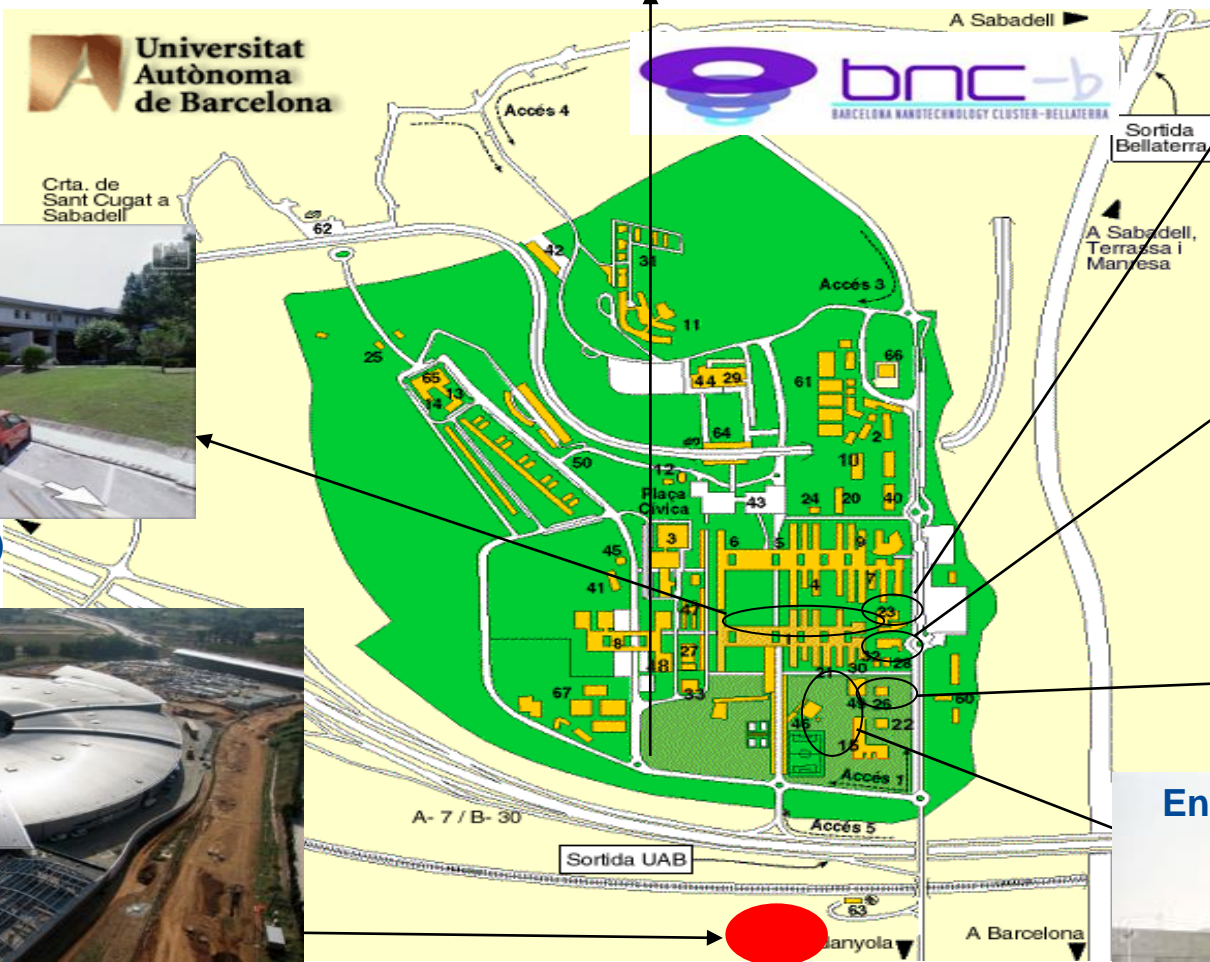 A Sabadell
Universitat
Autònoma
de Barcelona
bnc-b
BARCELONA NANOTECHNOLOGY CLUSTER-BELLATERRA
Accés 4
Sortida
Bellaterra
Crta. de
Sant Cugat a
Sabadell
62
42
31
A Sabadell,
Terrassa i
Manresa
Accés 3
11
25
66
65
13
14
44
29
61
2
64
50
12
10
Plaça
Cívica
43
24
20
40
3
6
5
9
45
41
4
7
47
23
8
27
48
32
28
30
21
33
67
49
26
60
46
22
15
Accés 1
A- 7 / B- 30
Accés 5
En
Sortida UAB
63
danyola
A Barcelona